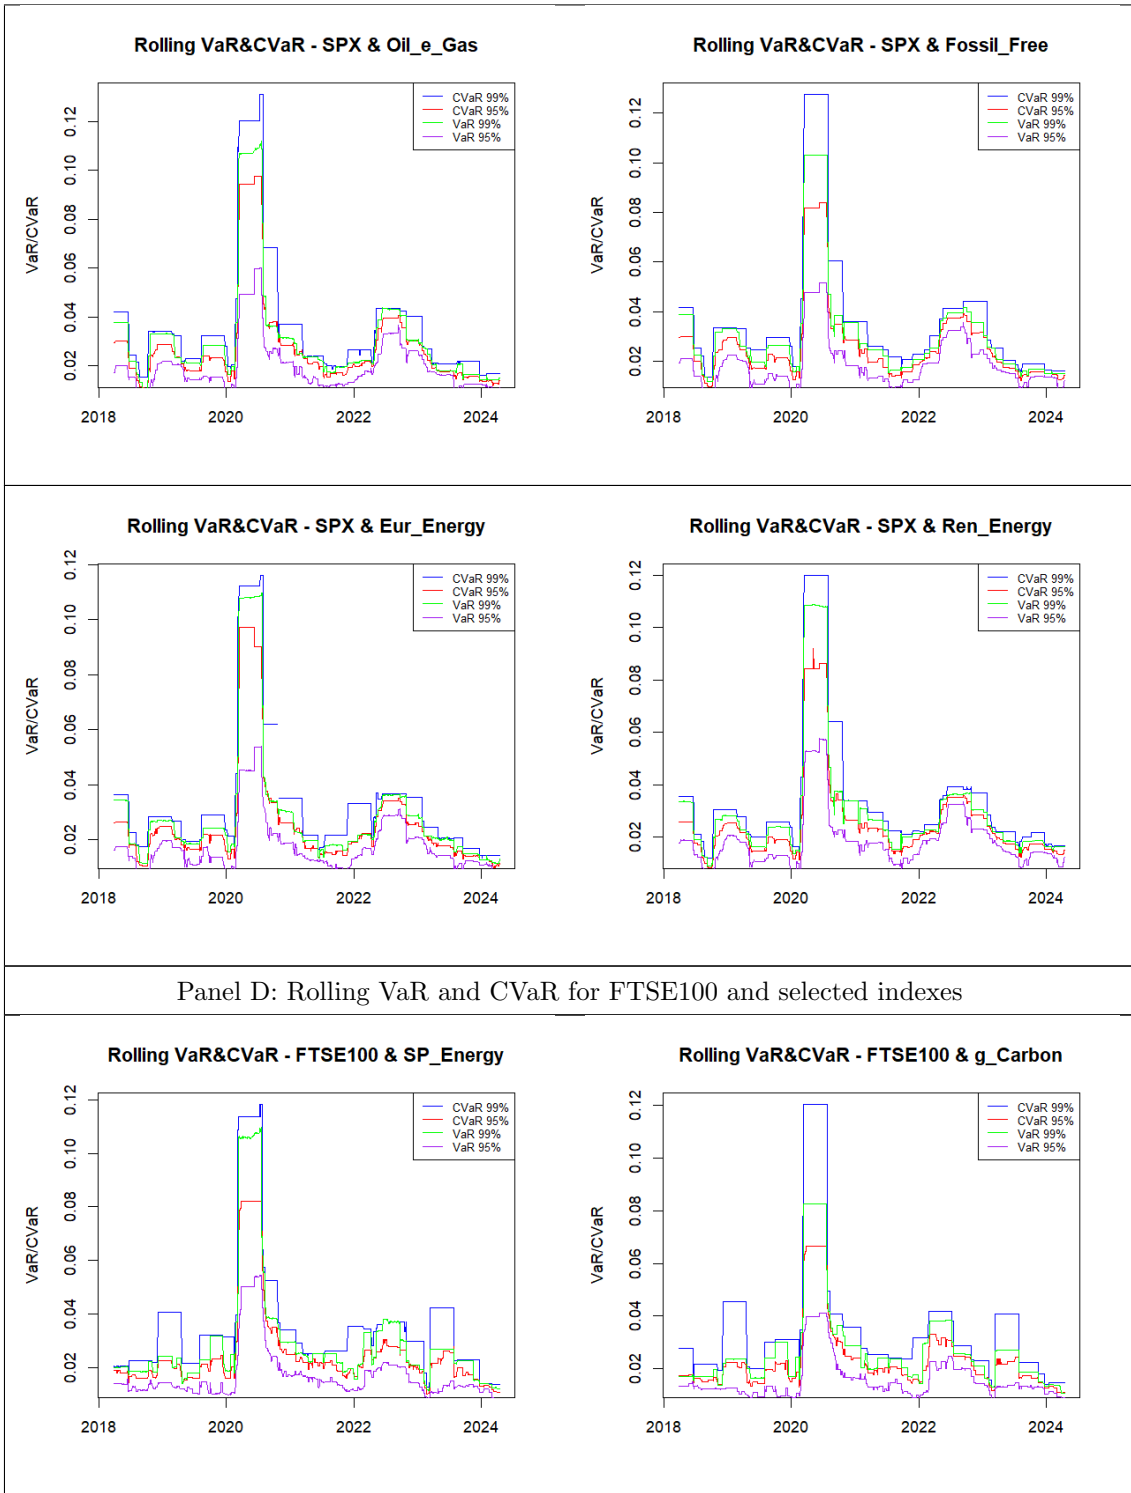 Rolling VaR&CVaR - SPX & Oil_e_Gas
VaR/CVaR
0.12
0.10
0.08
0.06
0.04
0.02
CVaR 99%
CVaR 95%
VaR 99%
VaR 95%
2018 2020 2022 2024
Rolling VaR&CVaR - SPX & Fossil_Free
VaR/CVaR
0.12
0.10
0.08
0.06
0.04
0.02
CVaR 99%
CVaR 95%
VaR 99%
VaR 95%
2018 2020 2022 2024
Rolling VaR&CVaR - SPX & Eur_Energy
VaR/CVaR
0.12
0.10
0.08
0.06
0.04
0.02
CVaR 99%
CVaR 95%
VaR 99%
VaR 95%
2018 2020 2022 2024
Rolling VaR&CVaR - SPX & Ren_Energy
VaR/CVaR
0.12
0.10
0.08
0.06
0.04
0.02
CVaR 99%
CVaR 95%
VaR 99%
VaR 95%
2018 2020 2022 2024
Panel D: Rolling VaR and CVaR for FTSE100 and selected indexes
Rolling VaR&CVaR - FTSE100 & SP_Energy
VaR/CVaR
0.12
0.10
0.08
0.06
0.04
0.02
CVaR 99%
CVaR 95%
VaR 99%
VaR 95%
2018 2020 2022 2024
Rolling VaR&CVaR - FTSE100 & g_Carbon
VaR/CVaR
0.12
0.10
0.08
0.06
0.04
0.02
CVaR 99%
CVaR 95%
VaR 99%
VaR 95%
2018 2020 2022 2024